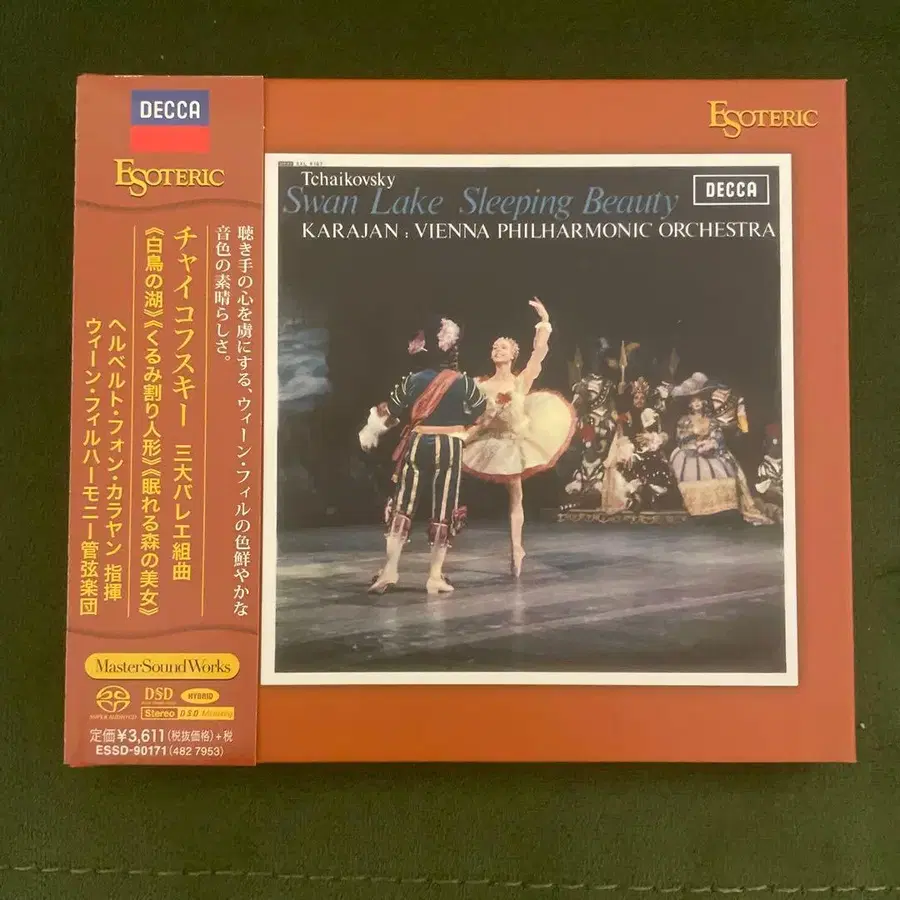 DECCA
ESOTERIC
聴き手の心を虜にする、ウィーン・フィルの色鮮やかな
音色の素晴らしさ。
チャイコフスキー 三大バレエ組曲
《白鳥の湖》《くるみ割り人形》《眠れる森の美女》
ヘルベルト・フォン・カラヤン 指揮
ウィーン・フィルハーモニー管弦楽団
MasterSoundWorks
SUPER AUDIO CD
DSD
HYBRID
Stereo
DSD Mastering
定価¥3,611(税抜価格)+税
ESSD-90171(482 7953)
ESOTERIC
Tchaikovsky
Swan Lake Sleeping Beauty
DECCA
KARAJAN : VIENNA PHILHARMONIC ORCHESTRA